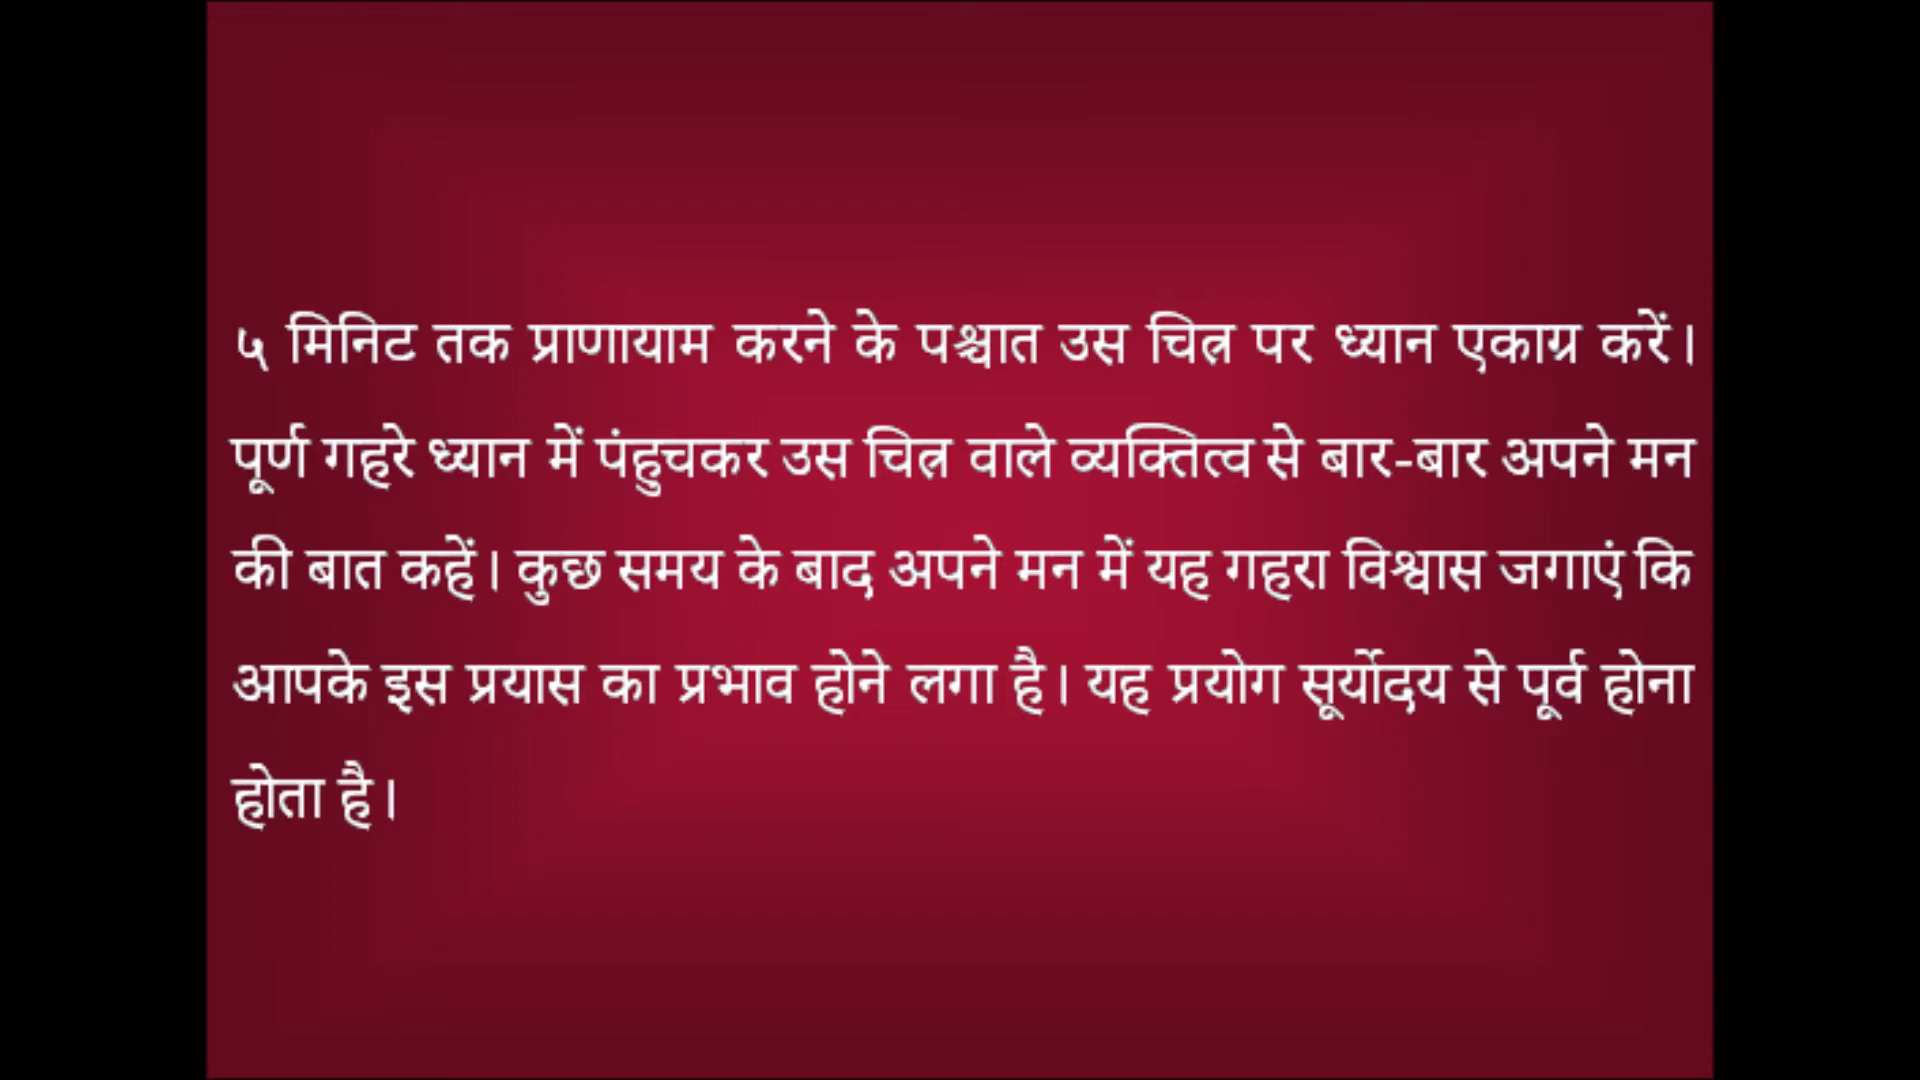 ५ मिनिट तक प्राणायाम करने के पश्चात उस चित्र पर ध्यान एकाग्र करें।
पूर्ण गहरे ध्यान में पंहुचकर उस चित्र वाले व्यक्तित्व से बार-बार अपने मन
की बात कहें। कुछ समय के बाद अपने मन में यह गहरा विश्वास जगाएं कि
आपके इस प्रयास का प्रभाव होने लगा है। यह प्रयोग सूर्योदय से पूर्व होना
होता है।